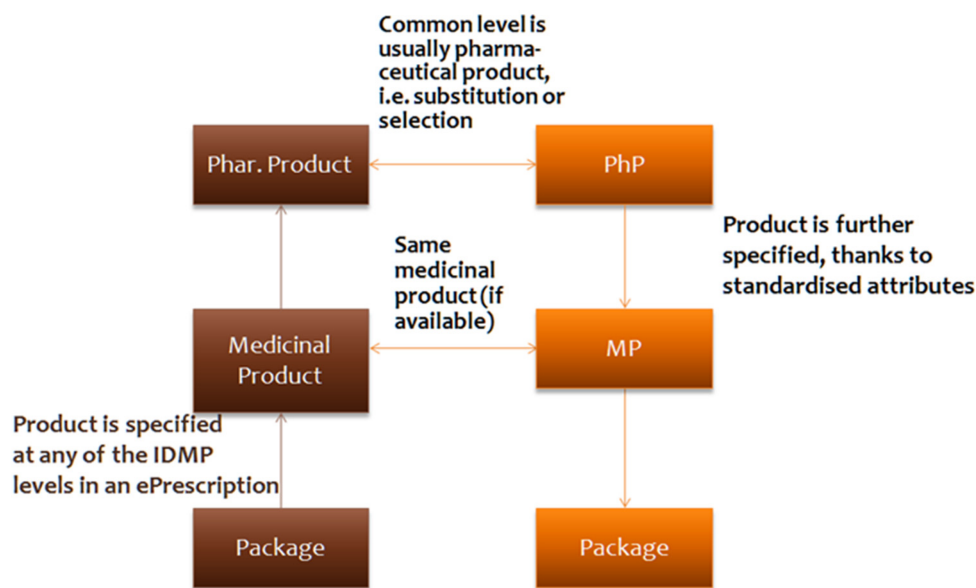 Common level is
usually pharma-
ceutical product,
i.e. substitution or
selection
Phar. Product
PhP
Product is further
specified, thanks to
standardised attributes
Same
medicinal
product (if
available)
Medicinal
Product
MP
Product is specified
at any of the IDMP
levels in an ePrescription
Package
Package